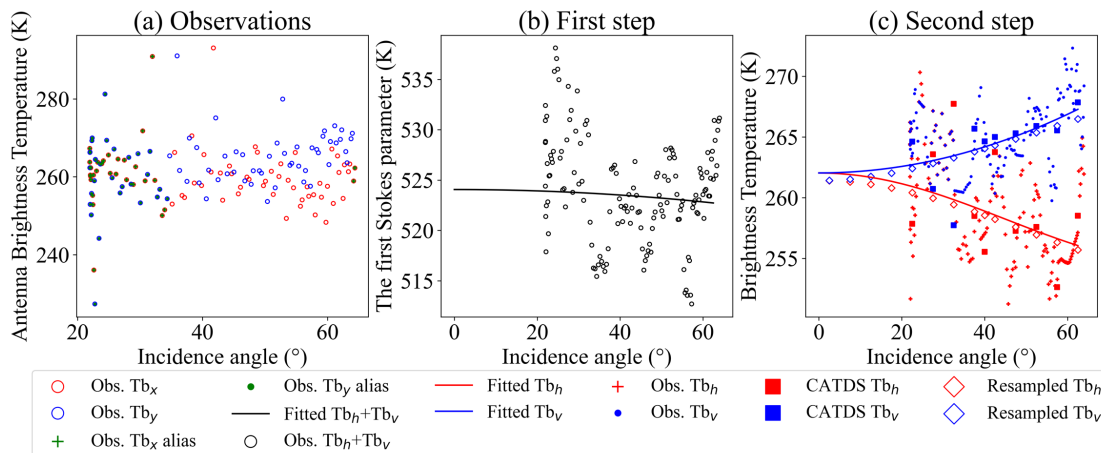 (a) Observations
Antenna Brightness Temperature (K)
280
260
240
20
40
60
Incidence angle (°)
(b) First step
The first Stokes parameter (K)
535
530
525
520
515
0
20
40
60
Incidence angle (°)
(c) Second step
Brightness Temperature (K)
270
265
260
255
0
20
40
60
Incidence angle (°)
Obs. Tbx
Obs. Tby
Obs. Tbx alias
Obs. Tby alias
Fitted Tbh+Tbv
Obs. Tbh+Tbv
Fitted Tbh
Fitted Tbv
Obs. Tbh
Obs. Tbv
CATDS Tbh
CATDS Tbv
Resampled Tbh
Resampled Tbv